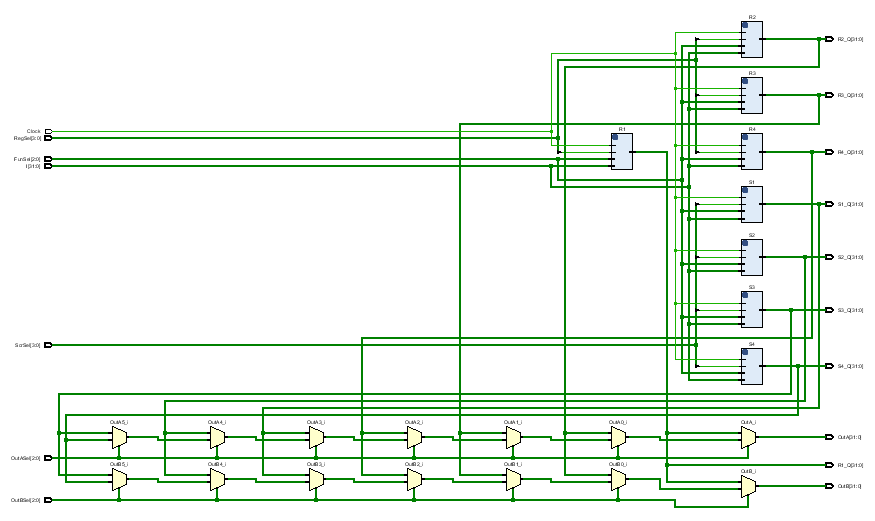 R2
R2_Q[31:0]
R3
R3_Q[31:0]
Clock
RegSel[3:0]
R1
R4
R4_Q[31:0]
FunSel[2:0]
I[31:0]
S1
S1_Q[31:0]
S2
S2_Q[31:0]
S3
S3_Q[31:0]
ScrSel[3:0]
S4
S4_Q[31:0]
OutA5_i
OutA4_i
OutA3_i
OutA2_i
OutA1_i
OutA0_i
OutA_i
OutA[31:0]
OutASel[2:0]
R1_Q[31:0]
OutB5_i
OutB4_i
OutB3_i
OutB2_i
OutB1_i
OutB0_i
OutB_i
OutB[31:0]
OutBSel[2:0]